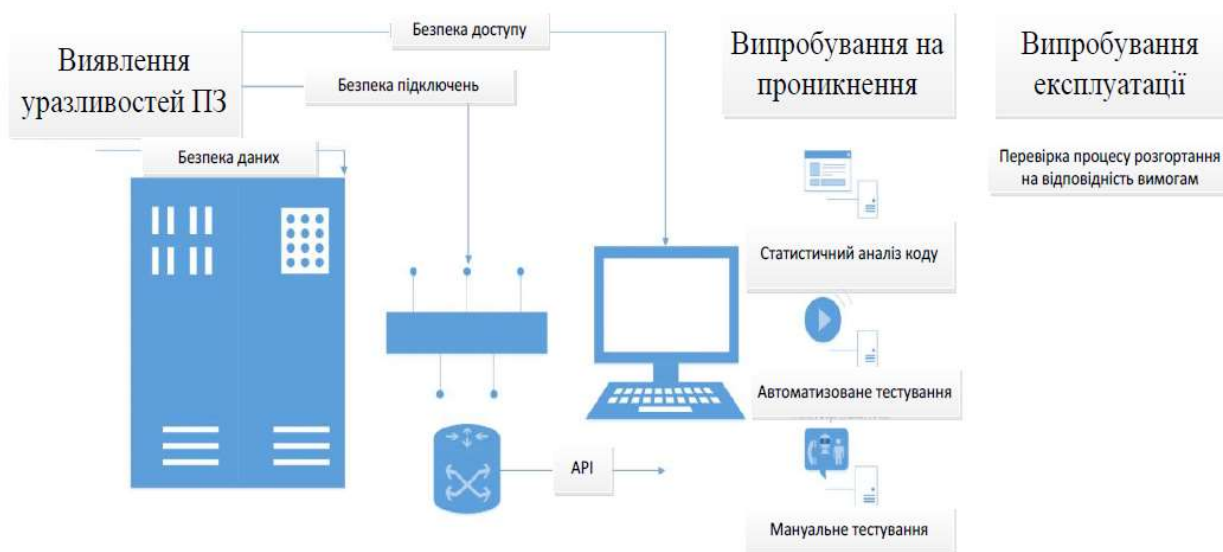 Виявлення
уразливостей ПЗ
Безпека доступу
Безпека підключень
Безпека даних
API
Випробування на
проникнення
Статистичний аналіз коду
Автоматизоване тестування
Мануальне тестування
Випробування
експлуатації
Перевірка процесу розгортання
на відповідність вимогам